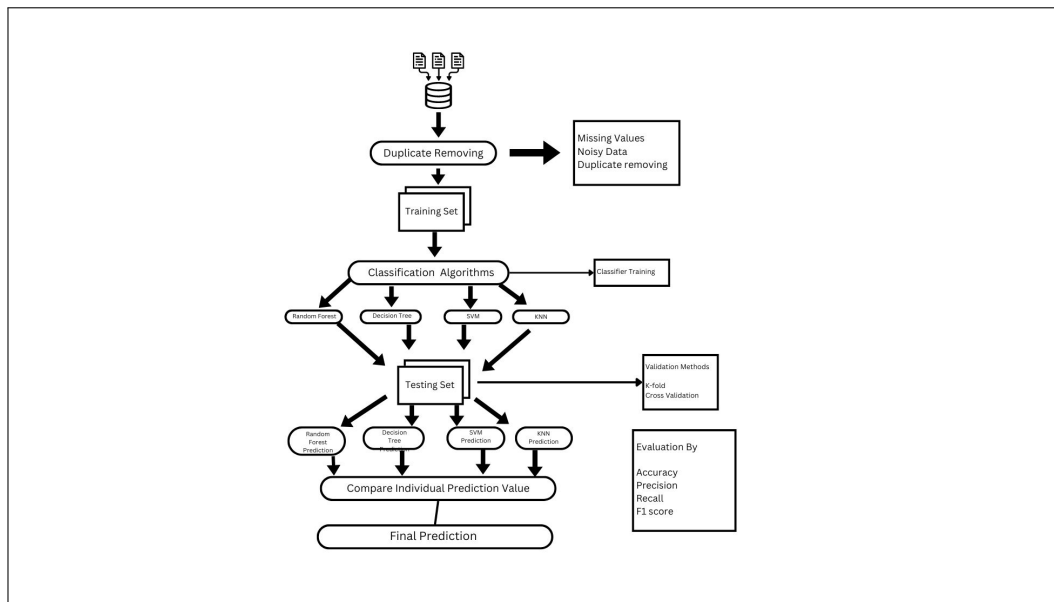 Duplicate Removing
Missing Values
Noisy Data
Duplicate removing
Training Set
Classification Algorithms
Classifier Training
Random Forest
Decision Tree
SVM
KNN
Testing Set
Validation Methods
K-fold
Cross Validation
Random
Forest
Prediction
Decision
Tree
Prediction
SVM
Prediction
KNN
Prediction
Evaluation By
Accuracy
Precision
Recall
F1 score
Compare Individual Prediction Value
Final Prediction